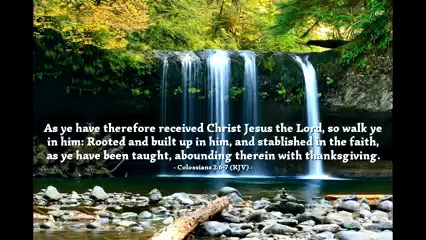 As ye have therefore received Christ Jesus the Lord, so walk ye
in him: Rooted and built up in him, and stablished in the faith,
as ye have been taught, abounding therein with thanksgiving.
- Colossians 2:6-7 (KJV) -